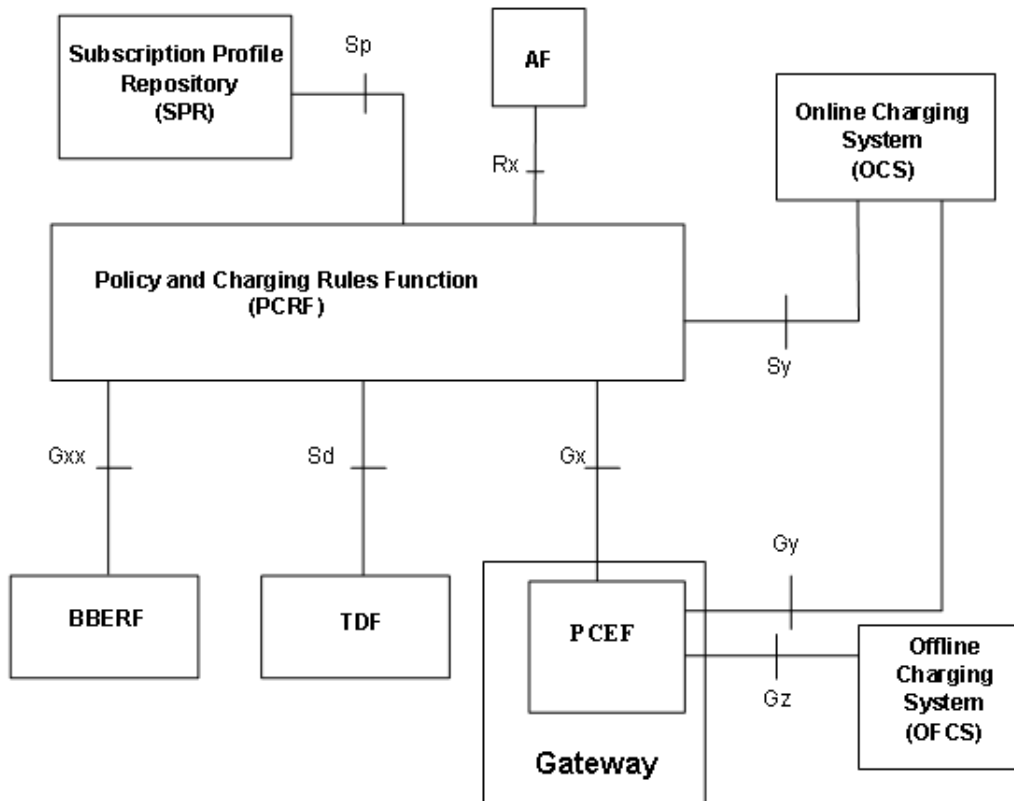 Subscription Profile
Repository
(SPR)
Sp
AF
Online Charging
System
(OCS)
Rx
Policy and Charging Rules Function
(PCRF)
Sy
Gxx
Sd
Gx
Gy
BBERF
TDF
PCEF
Offline
Charging
System
(OFCS)
Gz
Gateway